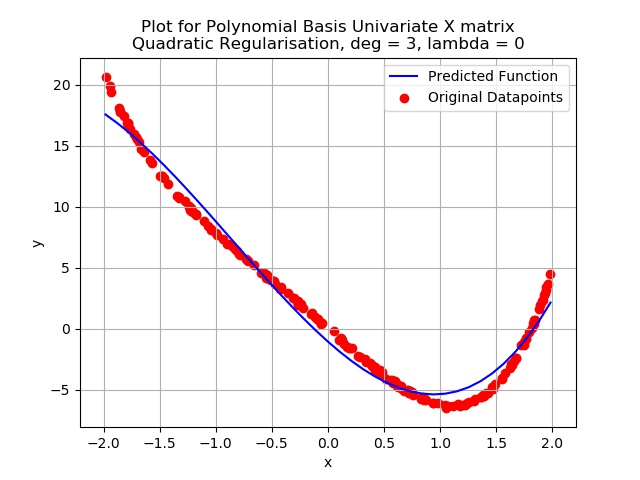 Plot for Polynomial Basis Univariate X matrix
Quadratic Regularisation, deg = 3, lambda = 0
Predicted Function
Original Datapoints
20
15
10
5
0
−5
y
−2.0 −1.5 −1.0 −0.5 0.0 0.5 1.0 1.5 2.0
x